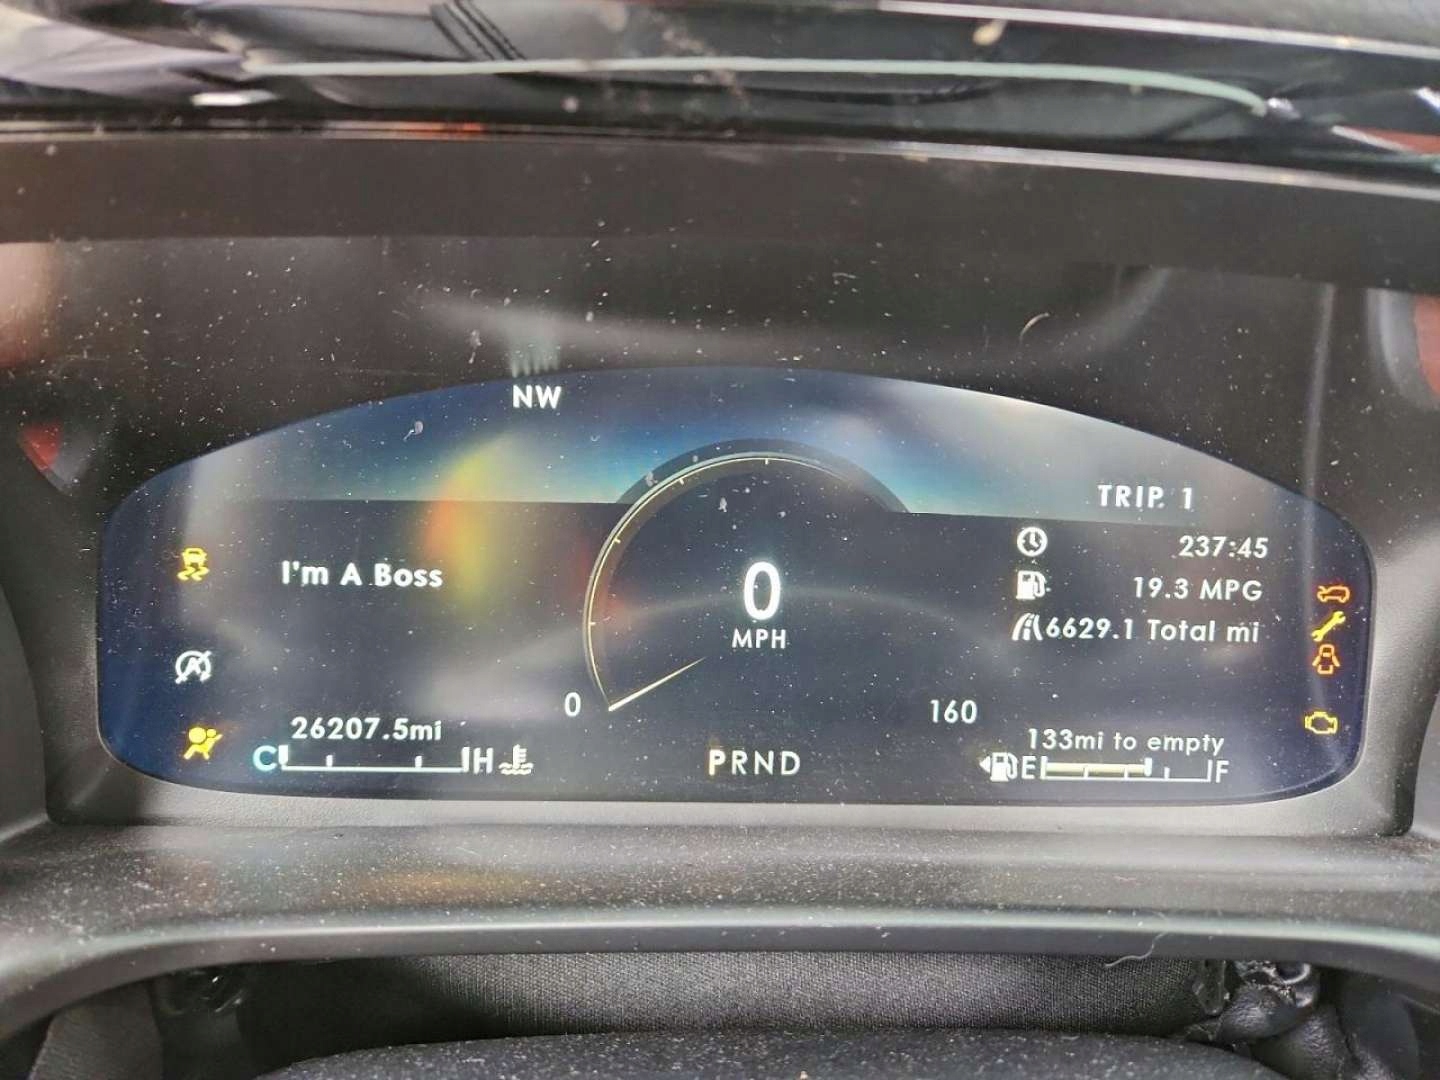 NW
TRIP 1
237:45
I'm A Boss
19.3 MPG
0
MPH
6629.1 Total mi
0
160
26207.5mi
133mi to empty
C H
PRND
E F